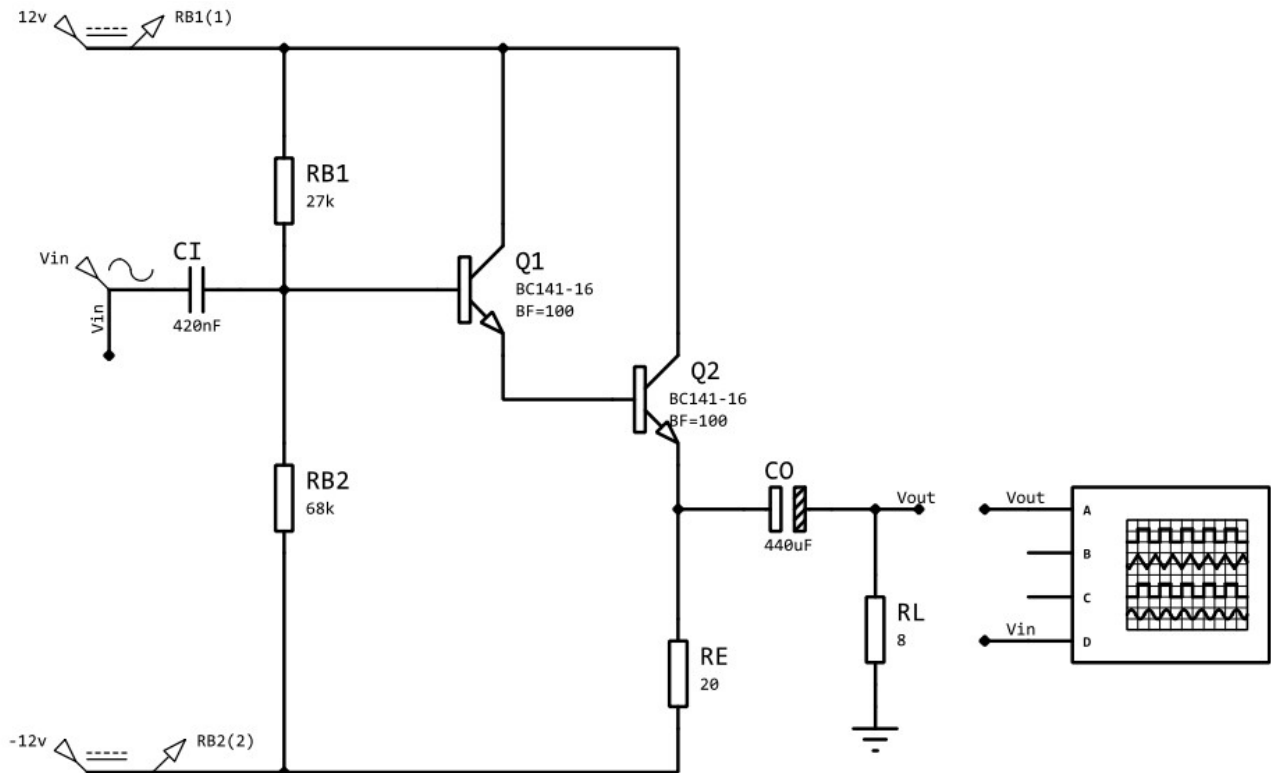 12v
RB1(1)
RB1
27k
Vin
CI
Vin
420nF
Q1
BC141-16
BF=100
Q2
BC141-16
BF=100
RB2
68k
CO
Vout
440uF
Vout
A
B
C
Vin
D
RL
8
RE
20
-12v
RB2(2)